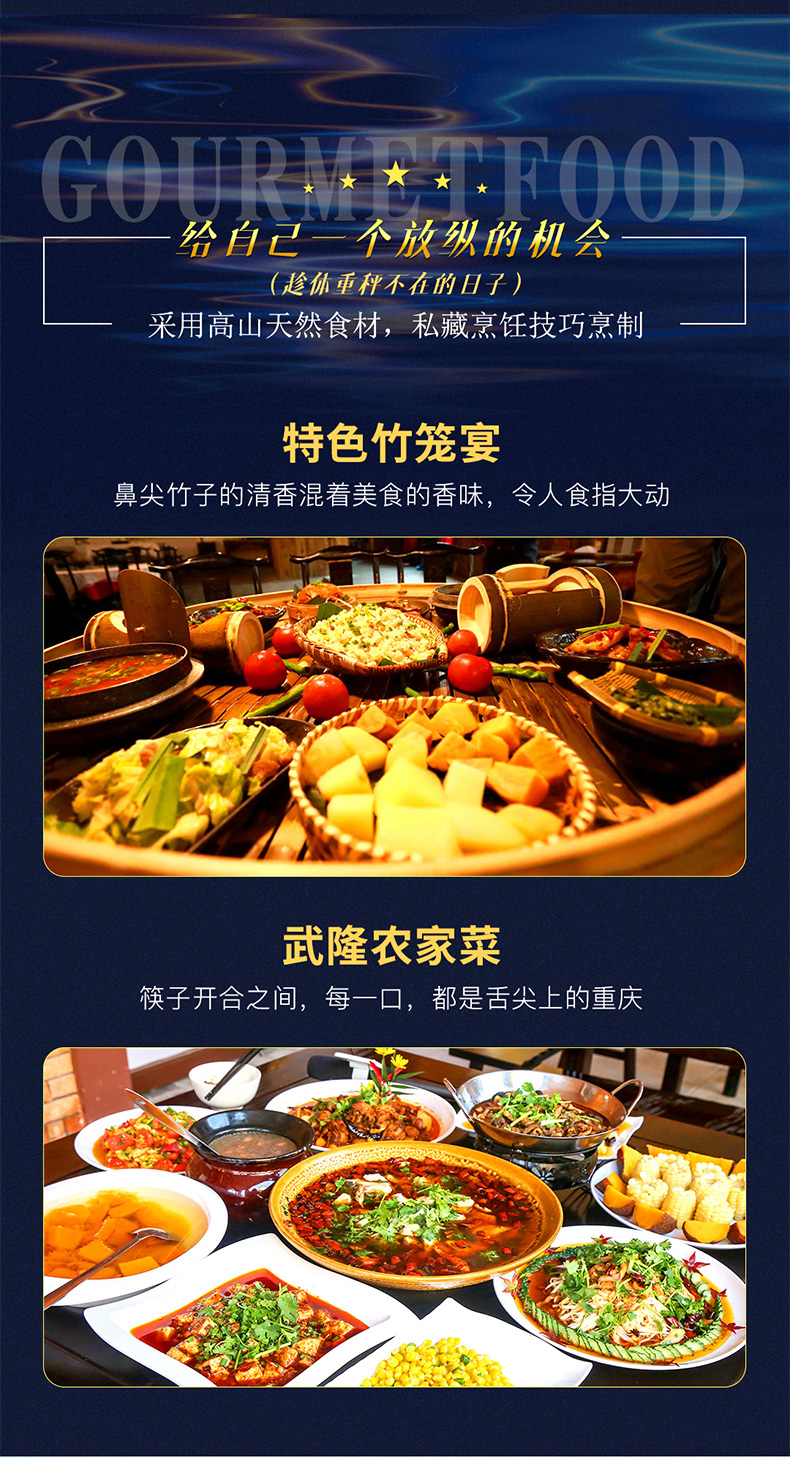 GOURMETFOOD
给自己一个放纵的机会
（趁体重秤不在的日子）
采用高山天然食材，私藏烹饪技巧烹制
特色竹笼宴
鼻尖竹子的清香混着美食的香味，令人食指大动
武隆农家菜
筷子开合之间，每一口，都是舌尖上的重庆